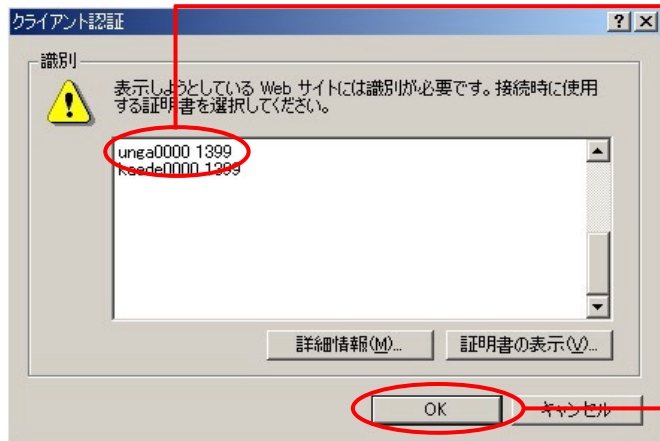 クライアント認証
識別
表示しようとしている Web サイトには識別が必要です。接続時に使用
する証明書を選択してください。
unga0000 1399
kaede0000 1399
詳細情報(M)...
証明書の表示(V)...
OK
キャンセル